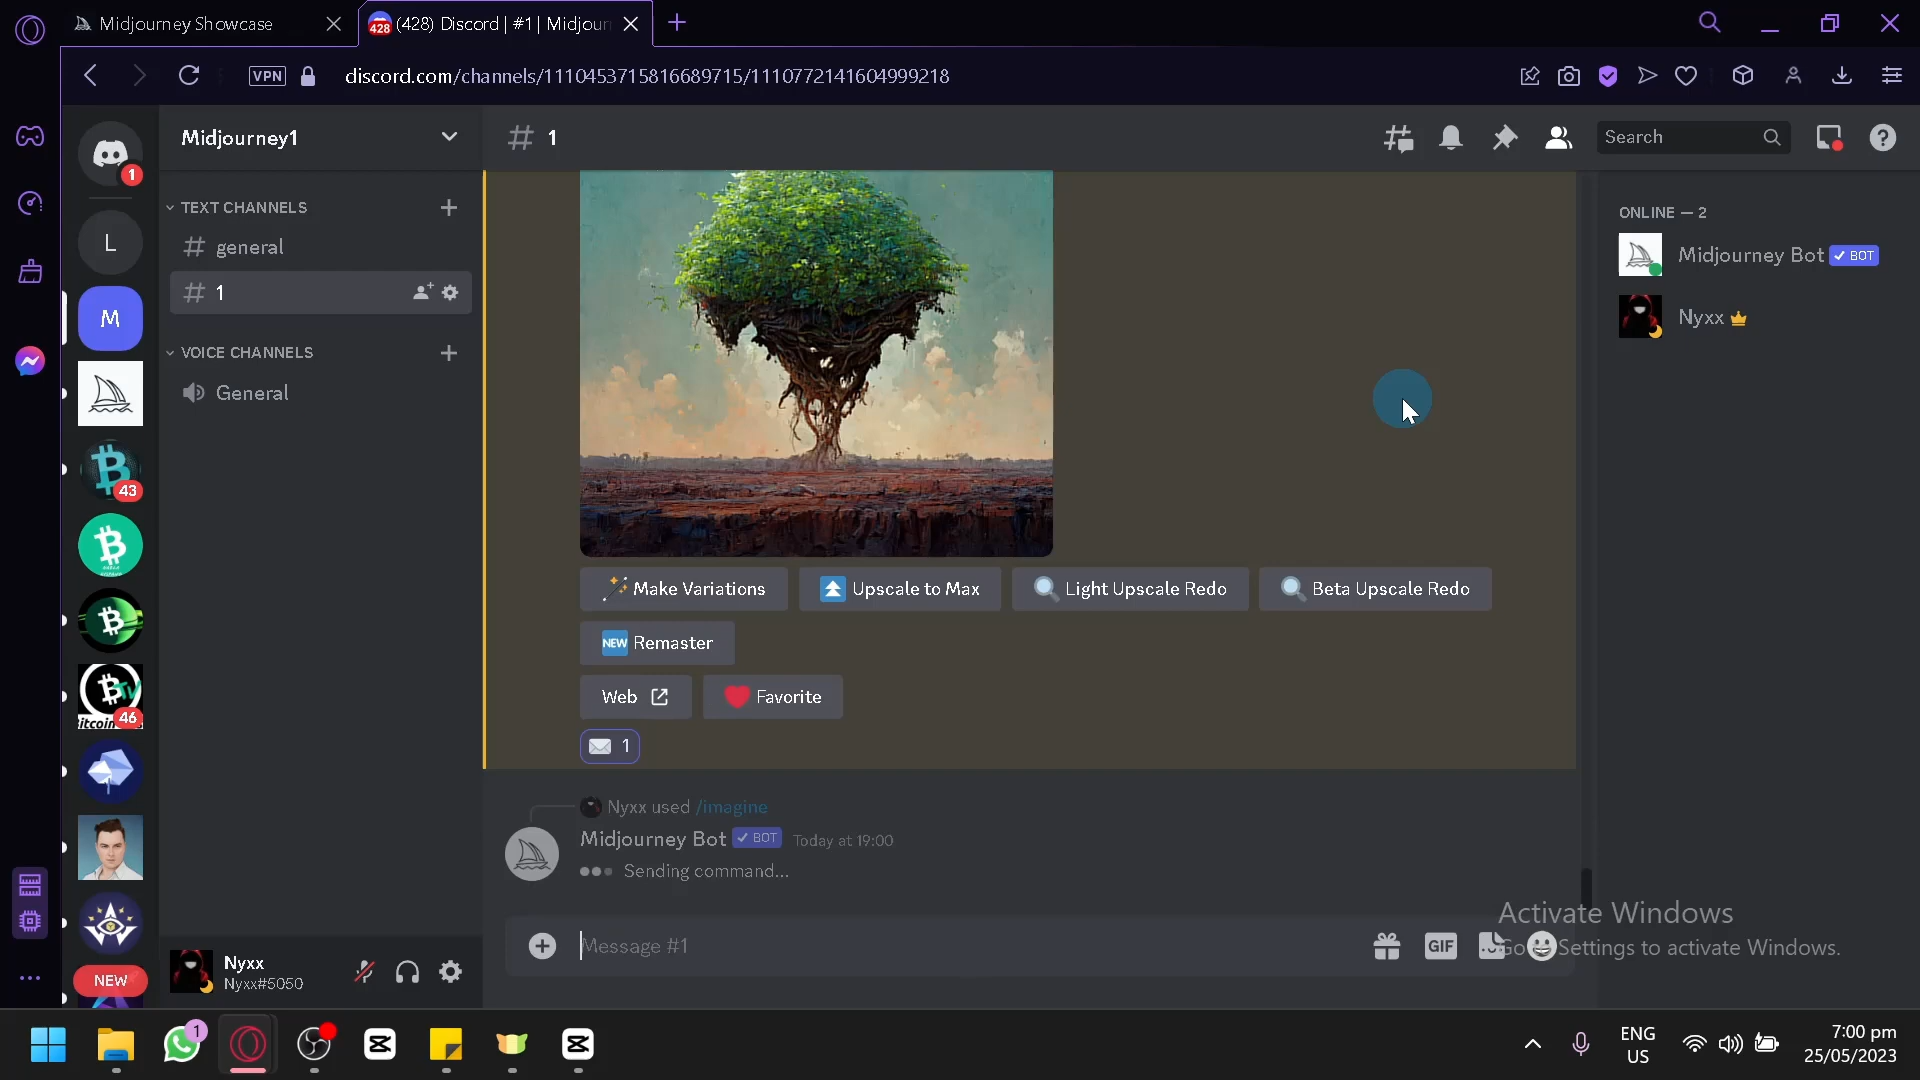 Midjourney Showcase
428
(428) Discord | #1 | Midjour
VPN
discord.com/channels/1110453715816689715/1110772141604999218
1
Midjourney1
# 1
Search
TEXT CHANNELS
# general
# 1
VOICE CHANNELS
General
L
M
43
46
NEW
ONLINE — 2
Midjourney Bot ✓ BOT
Nyxx
Make Variations
Upscale to Max
Light Upscale Redo
Beta Upscale Redo
NEW Remaster
Web
Favorite
1
Nyxx used /imagine
Midjourney Bot ✓ BOT Today at 19:00
Sending command...
Message #1
GIF
Activate Windows
Settings to activate Windows.
Nyxx
Nyxx#5050
1
ENG
US
7:00 pm
25/05/2023